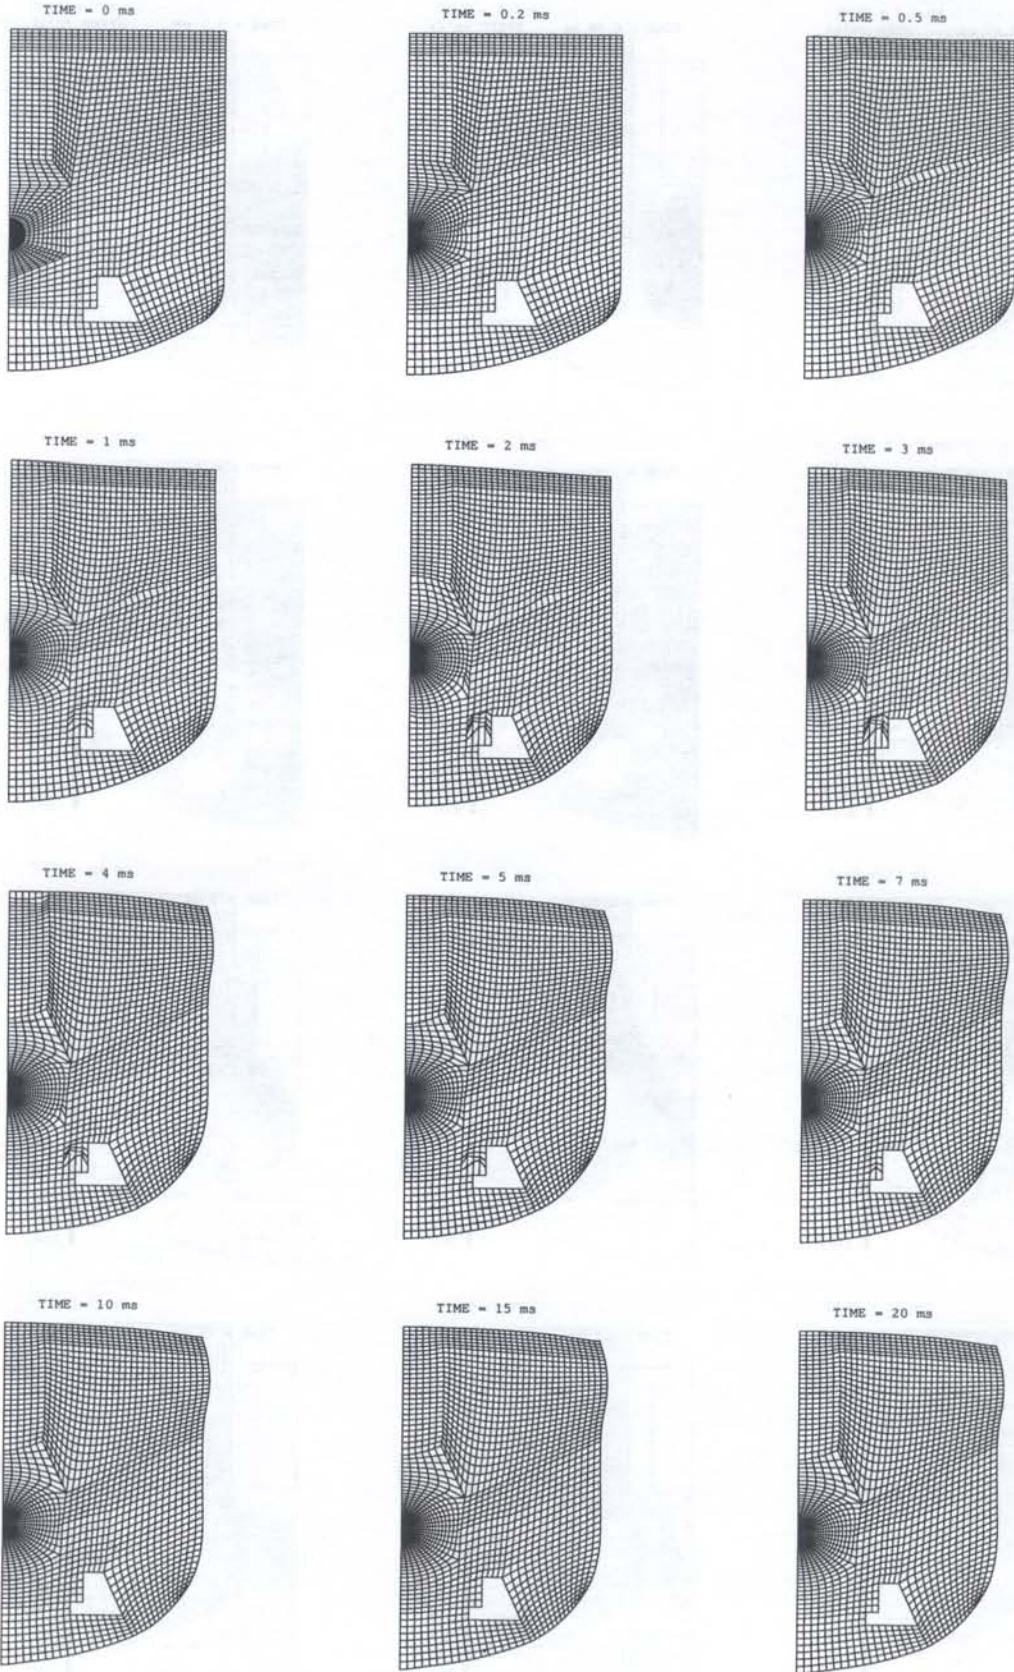 TIME = 0 ms
TIME = 0.2 ms
TIME = 0.5 ms
TIME = 1 ms
TIME = 2 ms
TIME = 3 ms
TIME = 4 ms
TIME = 5 ms
TIME = 7 ms
TIME = 10 ms
TIME = 15 ms
TIME = 20 ms